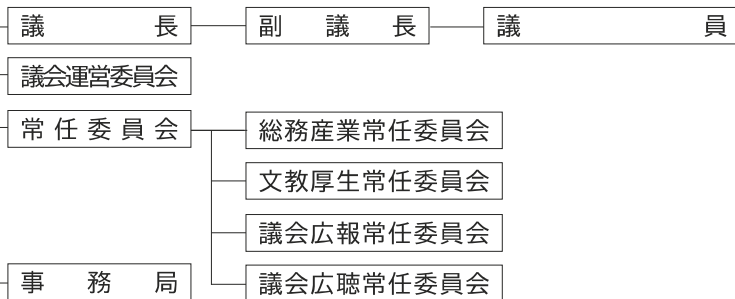 議長 副議長 議員
議会運営委員会
常任委員会 総務産業常任委員会
文教厚生常任委員会
議会広報常任委員会
事務局 議会広聴常任委員会